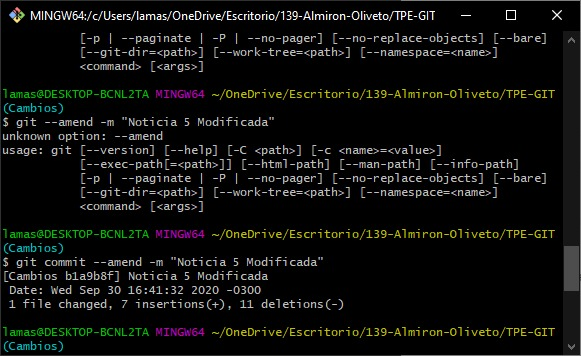 MINGW64:/c/Users/lamas/OneDrive/Escritorio/139-Almiron-Oliveto/TPE-GIT
[-p | --paginate | -P | --no-pager] [--no-replace-objects] [--bare]
[--git-dir=<path>] [--work-tree=<path>] [--namespace=<name>]
<command> [<args>]
lamas@DESKTOP-BCNL2TA MINGW64 ~/OneDrive/Escritorio/139-Almiron-Oliveto/TPE-GIT
(Cambios)
$ git --amend -m "Noticia 5 Modificada"
unknown option: --amend
usage: git [--version] [--help] [-C <path>] [-c <name>=<value>]
[--exec-path[=<path>]] [--html-path] [--man-path] [--info-path]
[-p | --paginate | -P | --no-pager] [--no-replace-objects] [--bare]
[--git-dir=<path>] [--work-tree=<path>] [--namespace=<name>]
<command> [<args>]
lamas@DESKTOP-BCNL2TA MINGW64 ~/OneDrive/Escritorio/139-Almiron-Oliveto/TPE-GIT
(Cambios)
$ git commit --amend -m "Noticia 5 Modificada"
[Cambios b1a9b8f] Noticia 5 Modificada
Date: Wed Sep 30 16:41:32 2020 -0300
1 file changed, 7 insertions(+), 11 deletions(-)
lamas@DESKTOP-BCNL2TA MINGW64 ~/OneDrive/Escritorio/139-Almiron-Oliveto/TPE-GIT
(Cambios)